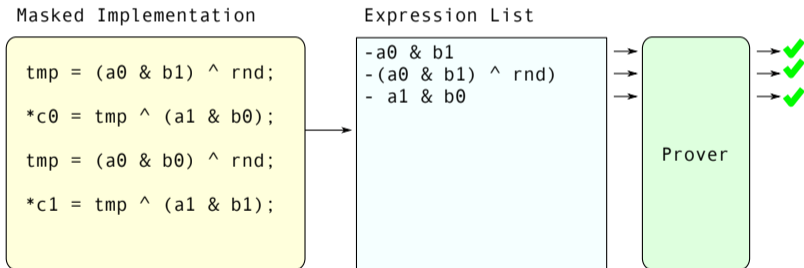 Masked Implementation
tmp = (a0 & b1) ^ rnd;
*c0 = tmp ^ (a1 & b0);
tmp = (a0 & b0) ^ rnd;
*c1 = tmp ^ (a1 & b1);
Expression List
-a0 & b1
-(a0 & b1) ^ rnd)
- a1 & b0
Prover